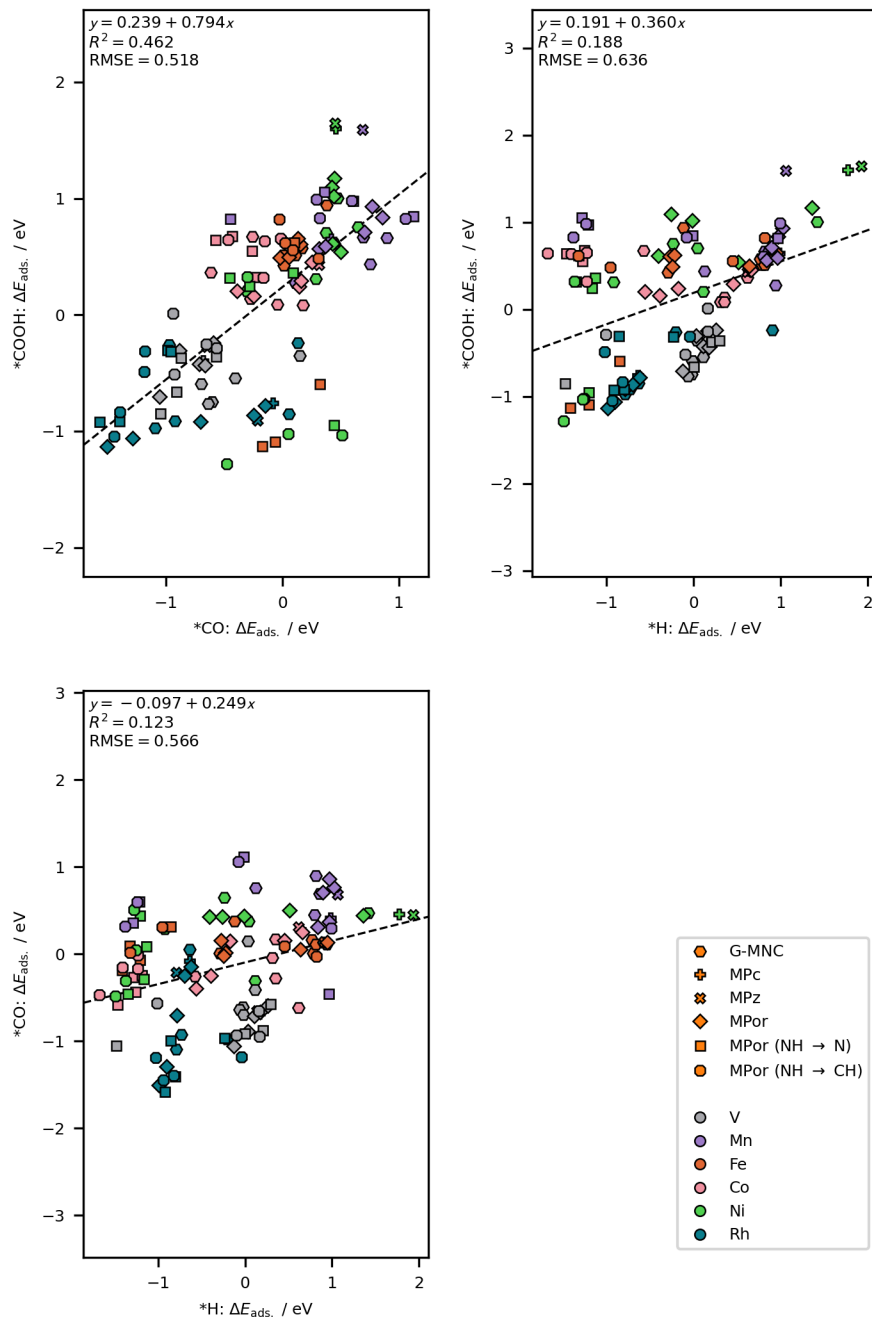 y = 0.239 + 0.794x
R² = 0.462
RMSE = 0.518
2
1
0
−1
−2
*COOH: ΔE_ads. / eV
−1 0 1
*CO: ΔE_ads. / eV
y = 0.191 + 0.360x
R² = 0.188
RMSE = 0.636
3
2
1
0
−1
−2
−3
*COOH: ΔE_ads. / eV
−1 0 1 2
*H: ΔE_ads. / eV
y = −0.097 + 0.249x
R² = 0.123
RMSE = 0.566
3
2
1
0
−1
−2
−3
*CO: ΔE_ads. / eV
−1 0 1 2
*H: ΔE_ads. / eV
G-MNC
MPc
MPz
MPor
MPor (NH → N)
MPor (NH → CH)
V
Mn
Fe
Co
Ni
Rh